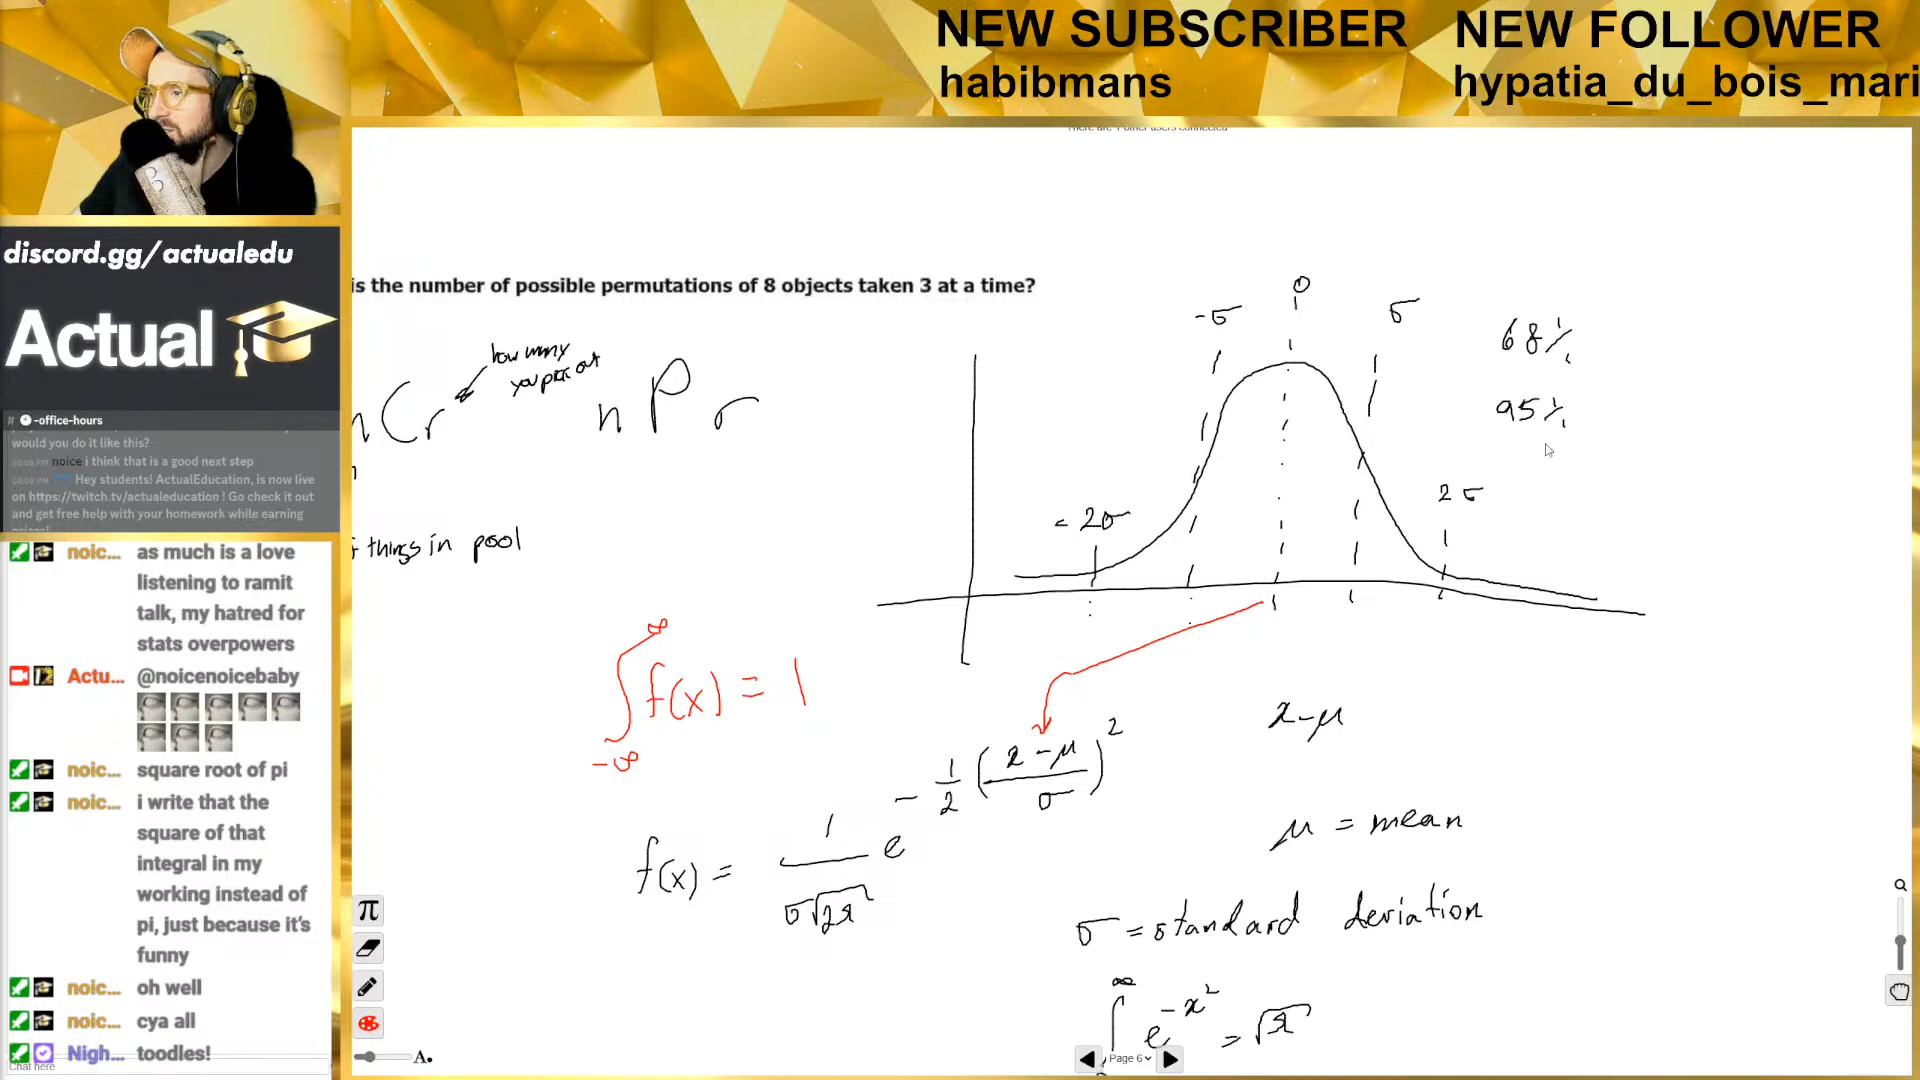 NEW SUBSCRIBER
habibmans
NEW FOLLOWER
hypatia_du_bois_mari
discord.gg/actualedu
Actual
# -office-hours
would you do it like this?
noice i think that is a good next step
Hey students! ActualEducation, is now live
on https://twitch.tv/actualeducation ! Go check it out
and get free help with your homework while earning
noic... as much is a love
listening to ramit
talk, my hatred for
stats overpowers
Actu... @noicenoicebaby
noic... square root of pi
noic... i write that the
square of that
integral in my
working instead of
pi, just because it's
funny
noic... oh well
noic... cya all
Nigh... toodles!
Chat here
is the number of possible permutations of 8 objects taken 3 at a time?
how many
you pick out
nCr
nPr
things in pool
-σ
0
σ
68%
95%
-2σ
2σ
∫ ∞ -∞ f(x) = 1
x-μ
f(x) = 1/(σ√2π) e^(-1/2 ((x-μ)/σ)^2)
μ = mean
σ = standard deviation
∫ ∞ e^(-x^2) = √π
π
A.
Page 6